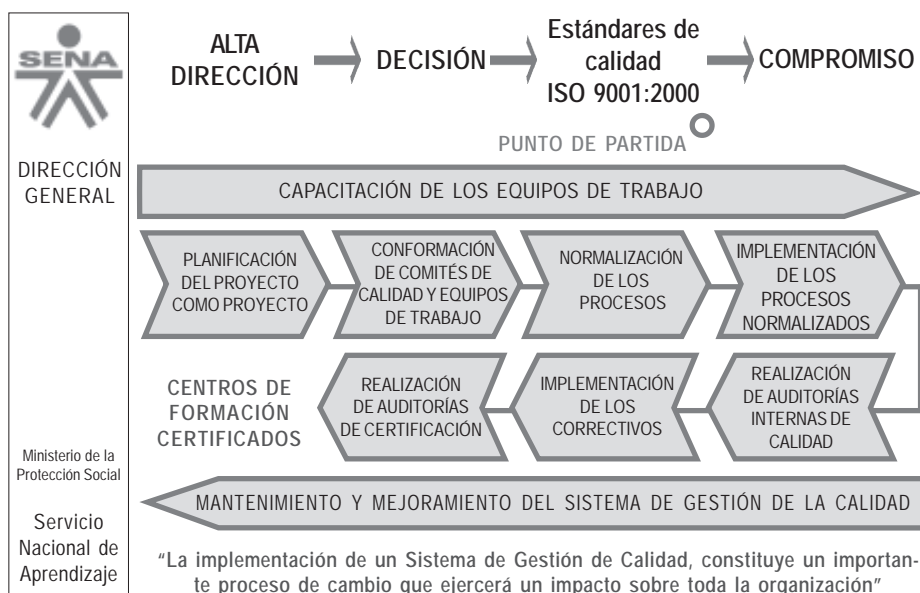 SENA
DIRECCIÓN
GENERAL
Ministerio de la
Protección Social
Servicio
Nacional de
Aprendizaje
ALTA
DIRECCIÓN
DECISIÓN
Estándares de
calidad
ISO 9001:2000
COMPROMISO
PUNTO DE PARTIDA
CAPACITACIÓN DE LOS EQUIPOS DE TRABAJO
PLANIFICACIÓN
DEL PROYECTO
COMO PROYECTO
CONFORMACIÓN
DE COMITÉS DE
CALIDAD Y EQUIPOS
DE TRABAJO
NORMALIZACIÓN
DE LOS
PROCESOS
IMPLEMENTACIÓN
DE LOS
PROCESOS
NORMALIZADOS
CENTROS DE
FORMACIÓN
CERTIFICADOS
REALIZACIÓN
DE AUDITORÍAS
DE CERTIFICACIÓN
IMPLEMENTACIÓN
DE LOS
CORRECTIVOS
REALIZACIÓN
DE AUDITORÍAS
INTERNAS DE
CALIDAD
MANTENIMIENTO Y MEJORAMIENTO DEL SISTEMA DE GESTIÓN DE LA CALIDAD
"La implementación de un Sistema de Gestión de Calidad, constituye un importan-
te proceso de cambio que ejercerá un impacto sobre toda la organización"